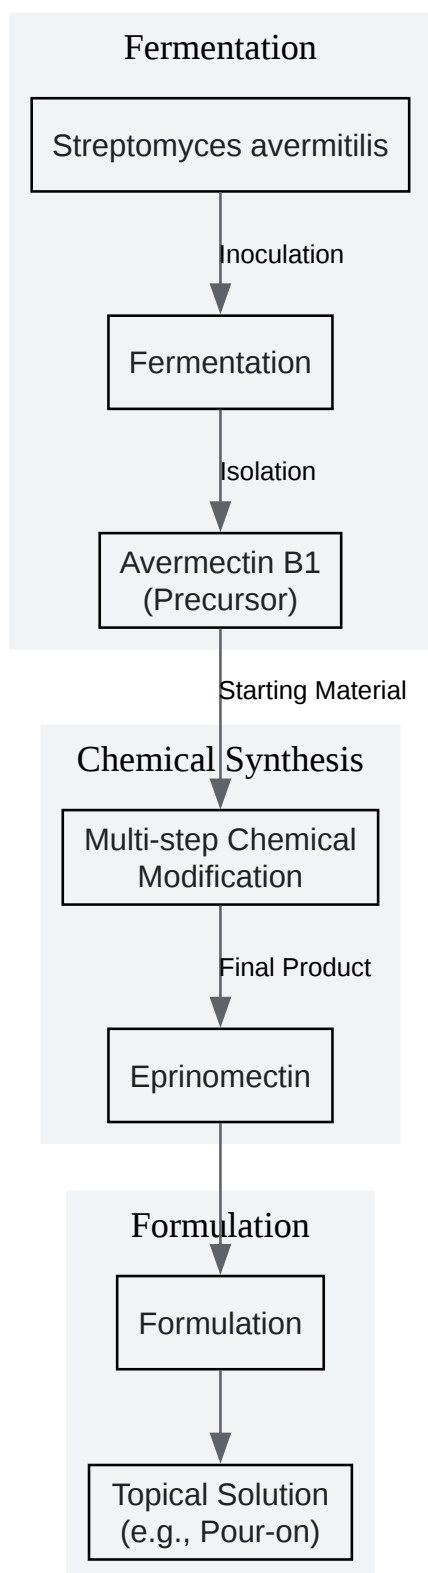 Fermentation
Streptomyces avermitilis
Inoculation
Fermentation
Isolation
Avermectin B1
(Precursor)
Starting Material
Chemical Synthesis
Multi-step Chemical
Modification
Final Product
Eprinomectin
Formulation
Formulation
Topical Solution
(e.g., Pour-on)